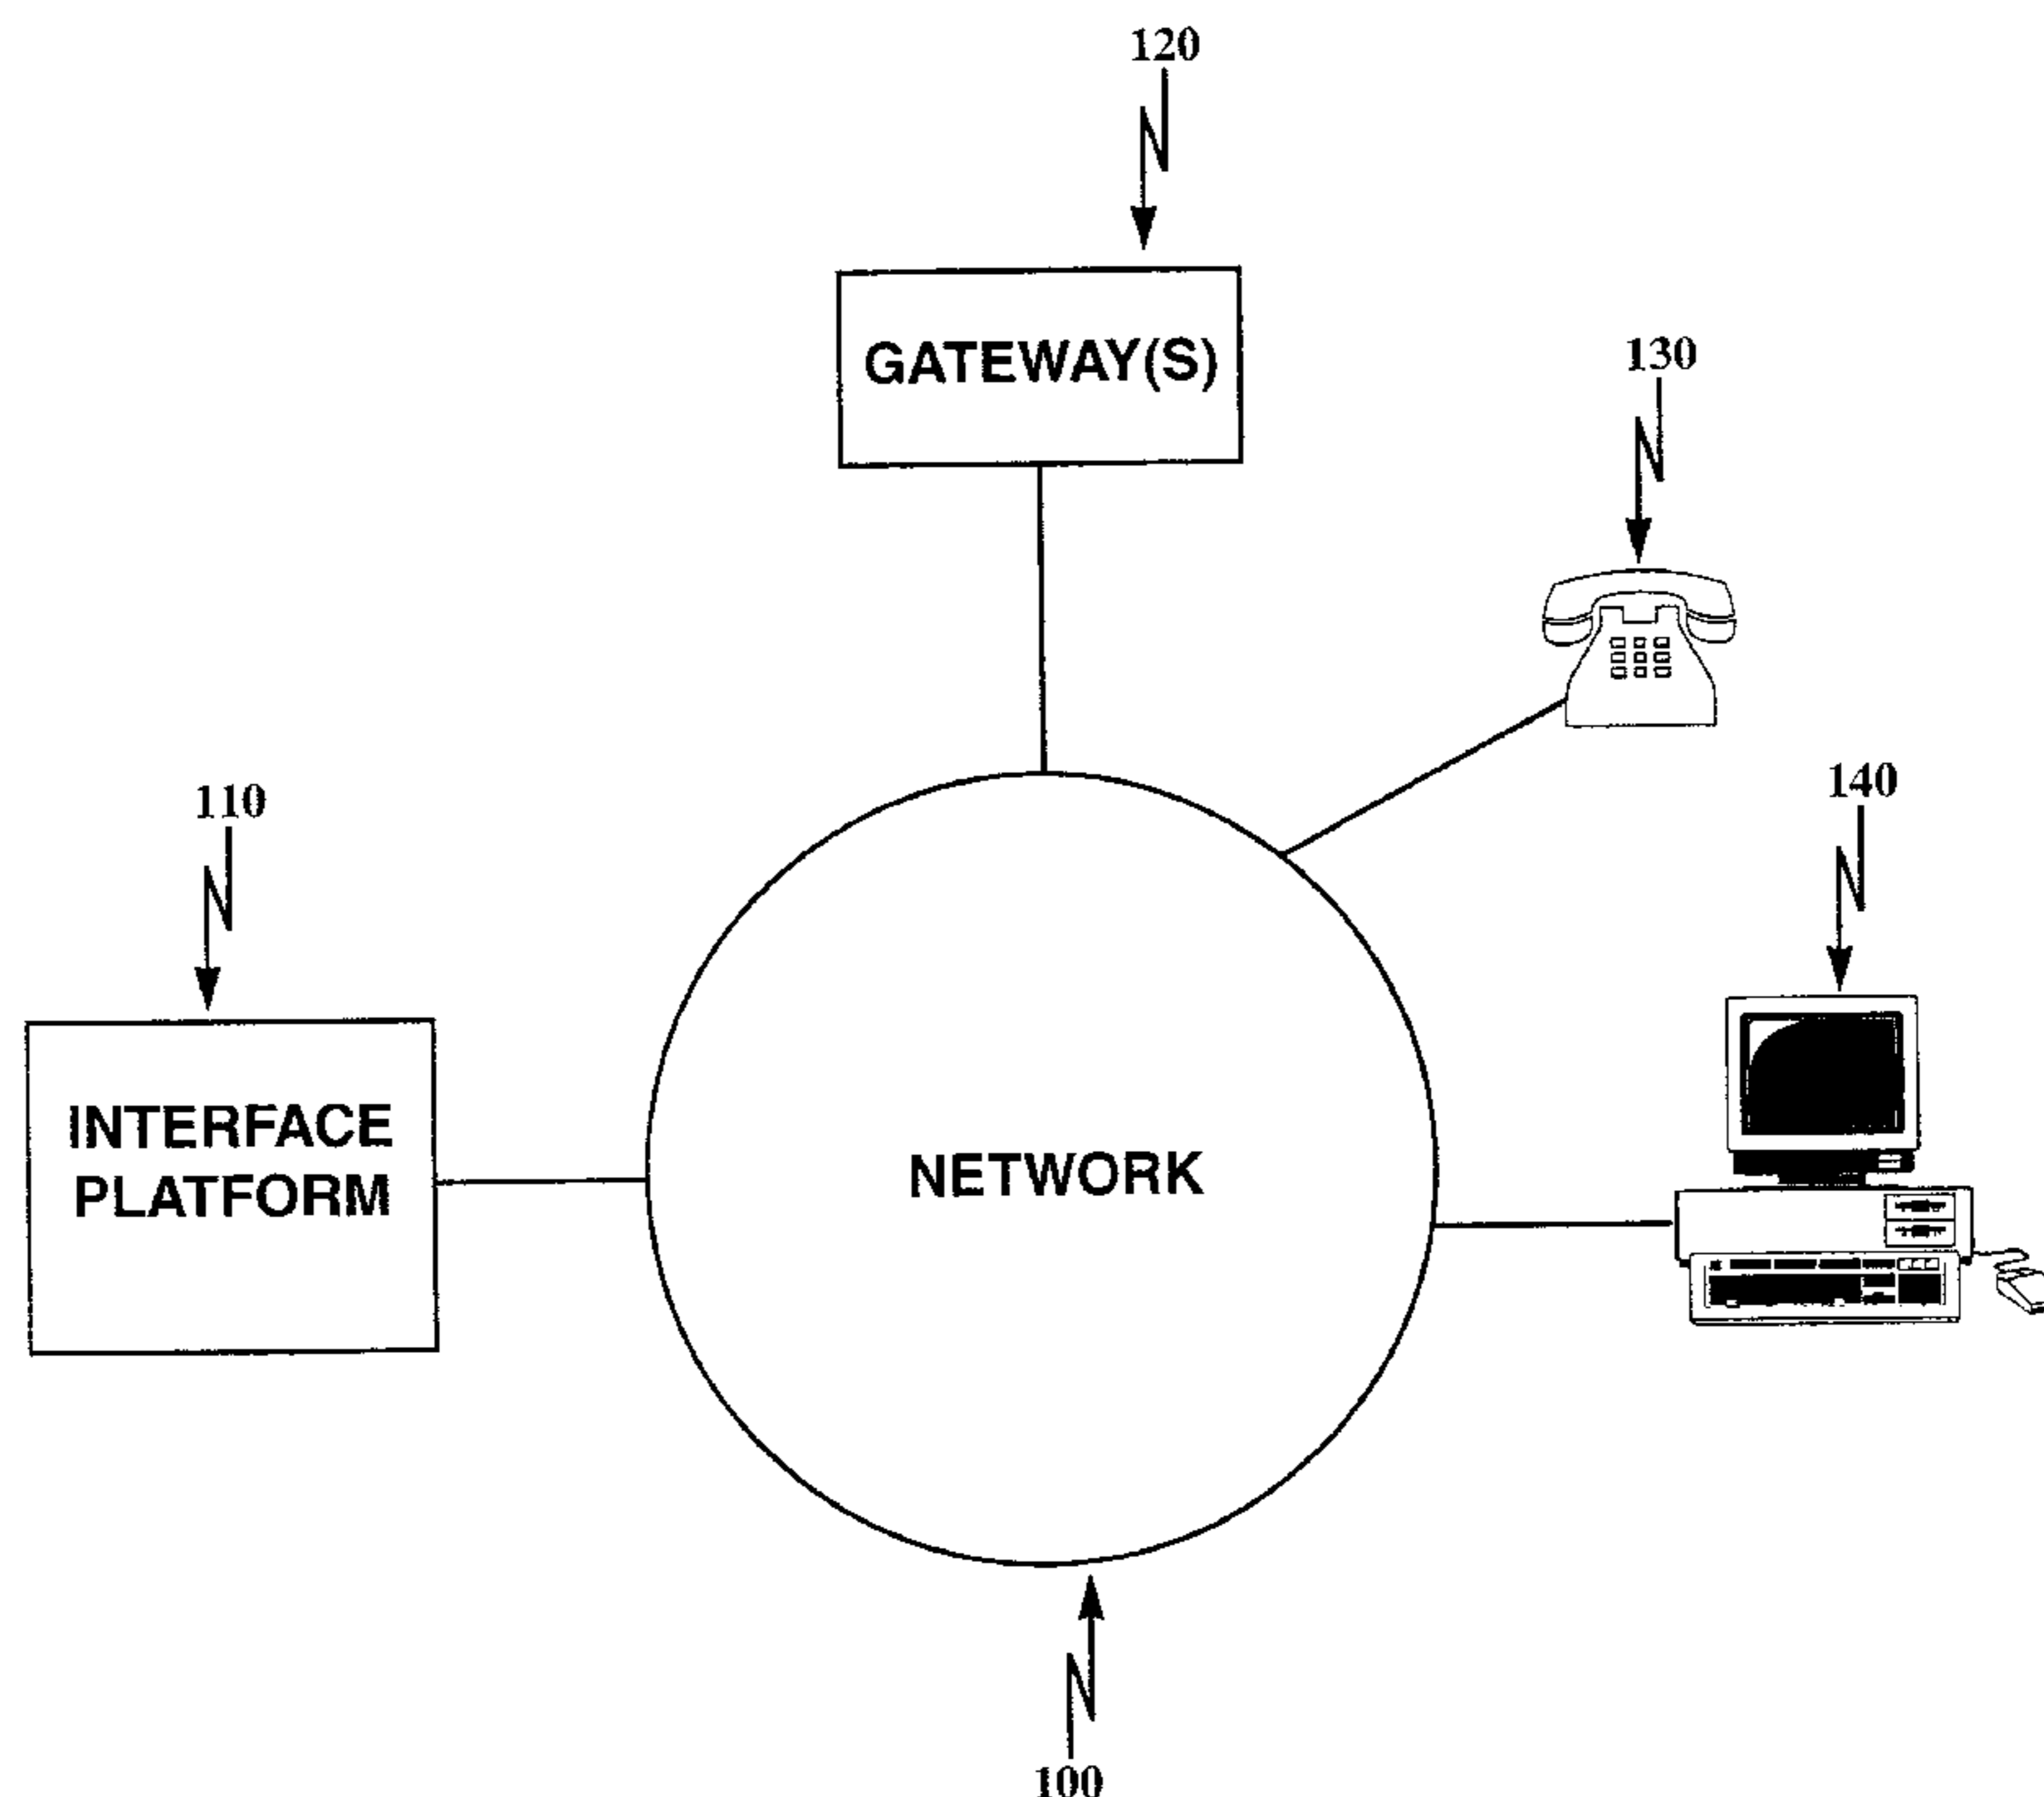 120
GATEWAY(S)
130
110
140
INTERFACE
PLATFORM
NETWORK
100